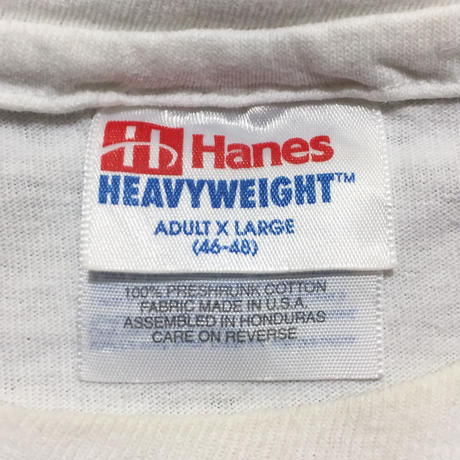 Hanes
HEAVYWEIGHT™
ADULT X LARGE
(46-48)
100% PRESHRUNK COTTON
FABRIC MADE IN U.S.A.
ASSEMBLED IN HONDURAS
CARE ON REVERSE